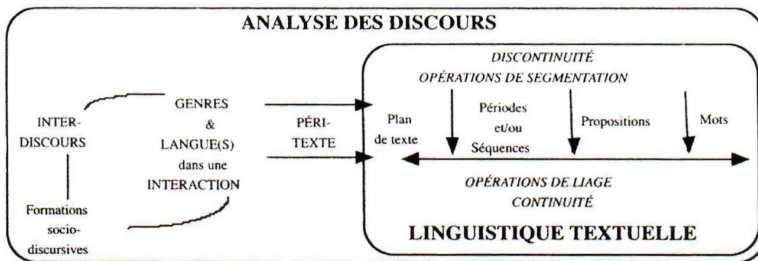 ANALYSE DES DISCOURS
DISCONTINUITÉ
OPÉRATIONS DE SEGMENTATION
INTER-
DISCOURS
Formations
socio-
discursives
GENRES
&
LANGUE(S)
dans une
INTERACTION
PÉRI-
TEXTE
Plan
de texte
Périodes
et/ou
Séquences
Propositions
Mots
OPÉRATIONS DE LIAGE
CONTINUITÉ
LINGUISTIQUE TEXTUELLE